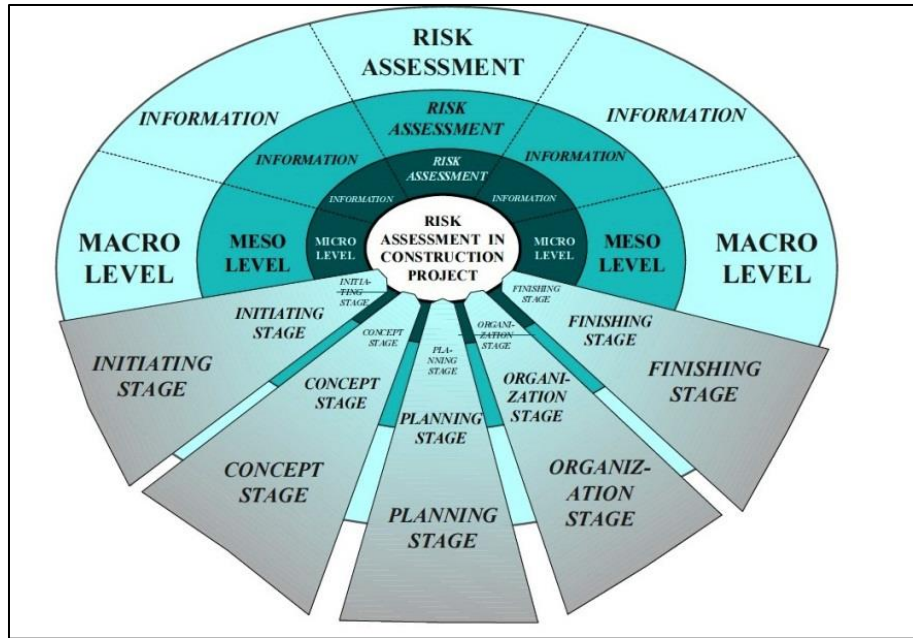 RISK
ASSESSMENT
INFORMATION
INFORMATION
RISK
ASSESSMENT
INFORMATION
INFORMATION
RISK
ASSESSMENT
INFORMATION
INFORMATION
MACRO
LEVEL
MESO
LEVEL
MICRO
LEVEL
RISK
ASSESSMENT IN
CONSTRUCTION
PROJECT
MICRO
LEVEL
MESO
LEVEL
MACRO
LEVEL
INITIA-
TING
STAGE
INITIATING
STAGE
INITIATING
STAGE
CONCEPT
STAGE
CONCEPT
STAGE
CONCEPT
STAGE
PLA-
NNING
STAGE
PLANNING
STAGE
PLANNING
STAGE
ORGANI-
ZATION
STAGE
ORGANI-
ZATION
STAGE
ORGANIZ-
ATION
STAGE
FINISHING
STAGE
FINISHING
STAGE
FINISHING
STAGE